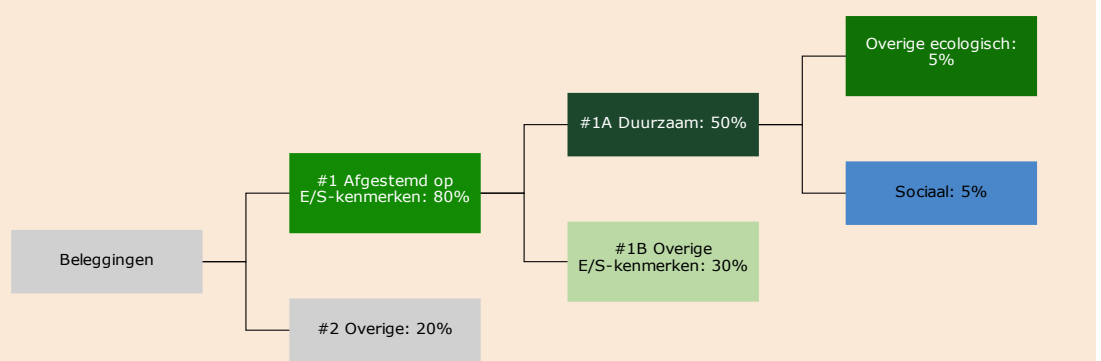 Overige ecologisch:
5%
#1A Duurzaam: 50%
#1 Afgestemd op
E/S-kenmerken: 80%
Sociaal: 5%
#1B Overige
E/S-kenmerken: 30%
Beleggingen
#2 Overige: 20%